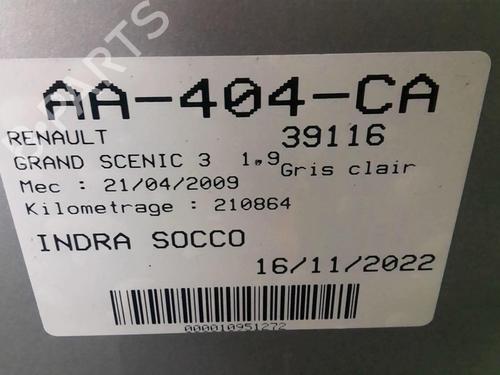 AA-404-CA
RENAULT 39116
GRAND SCENIC 3 1.9 Gris clair
Mec : 21/04/2009
Kilometrage : 210864
INDRA SOCCO
16/11/2022
000010951272